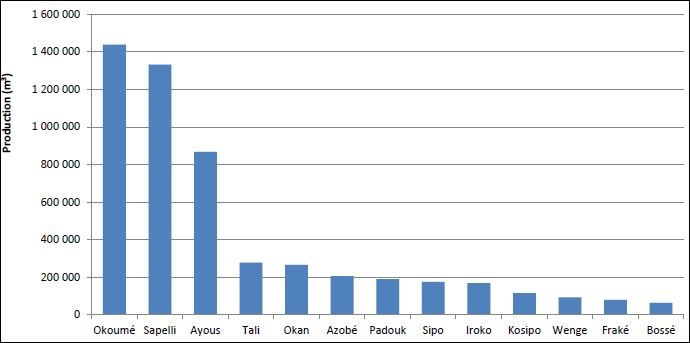 Production (m³)
1 600 000
1 400 000
1 200 000
1 000 000
800 000
600 000
400 000
200 000
0
Okoumé Sapelli Ayous Tali Okan Azobé Padouk Sipo Iroko Kosipo Wenge Fraké Bossé